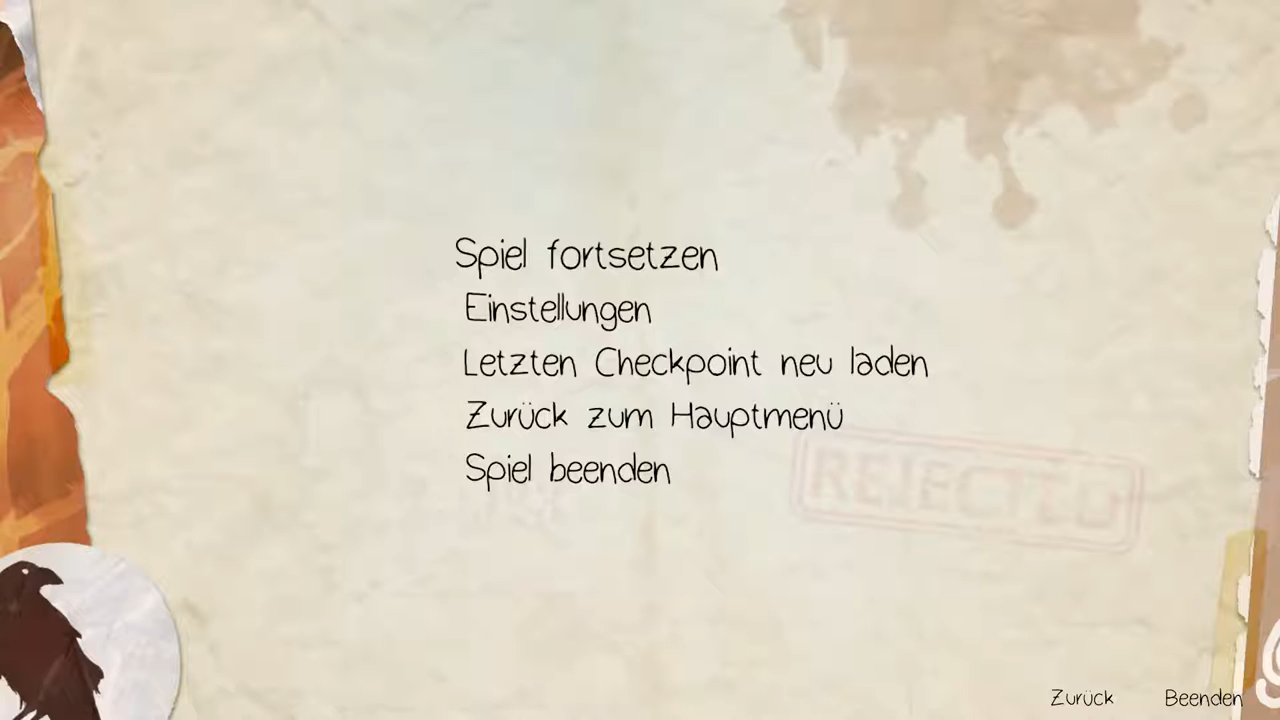 Spiel fortsetzen
Einstellungen
Letzten Checkpoint neu laden
Zurück zum Hauptmenü
Spiel beenden
REJECTED
Zurück
Beenden